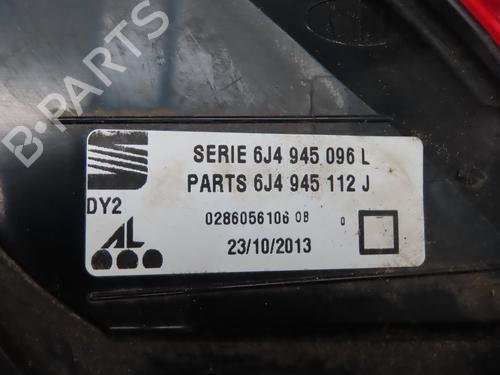 B-PARTS
SERIE 6J4 945 096 L
PARTS 6J4 945 112 J
DY2
0286056106 08 0
AL
23/10/2013